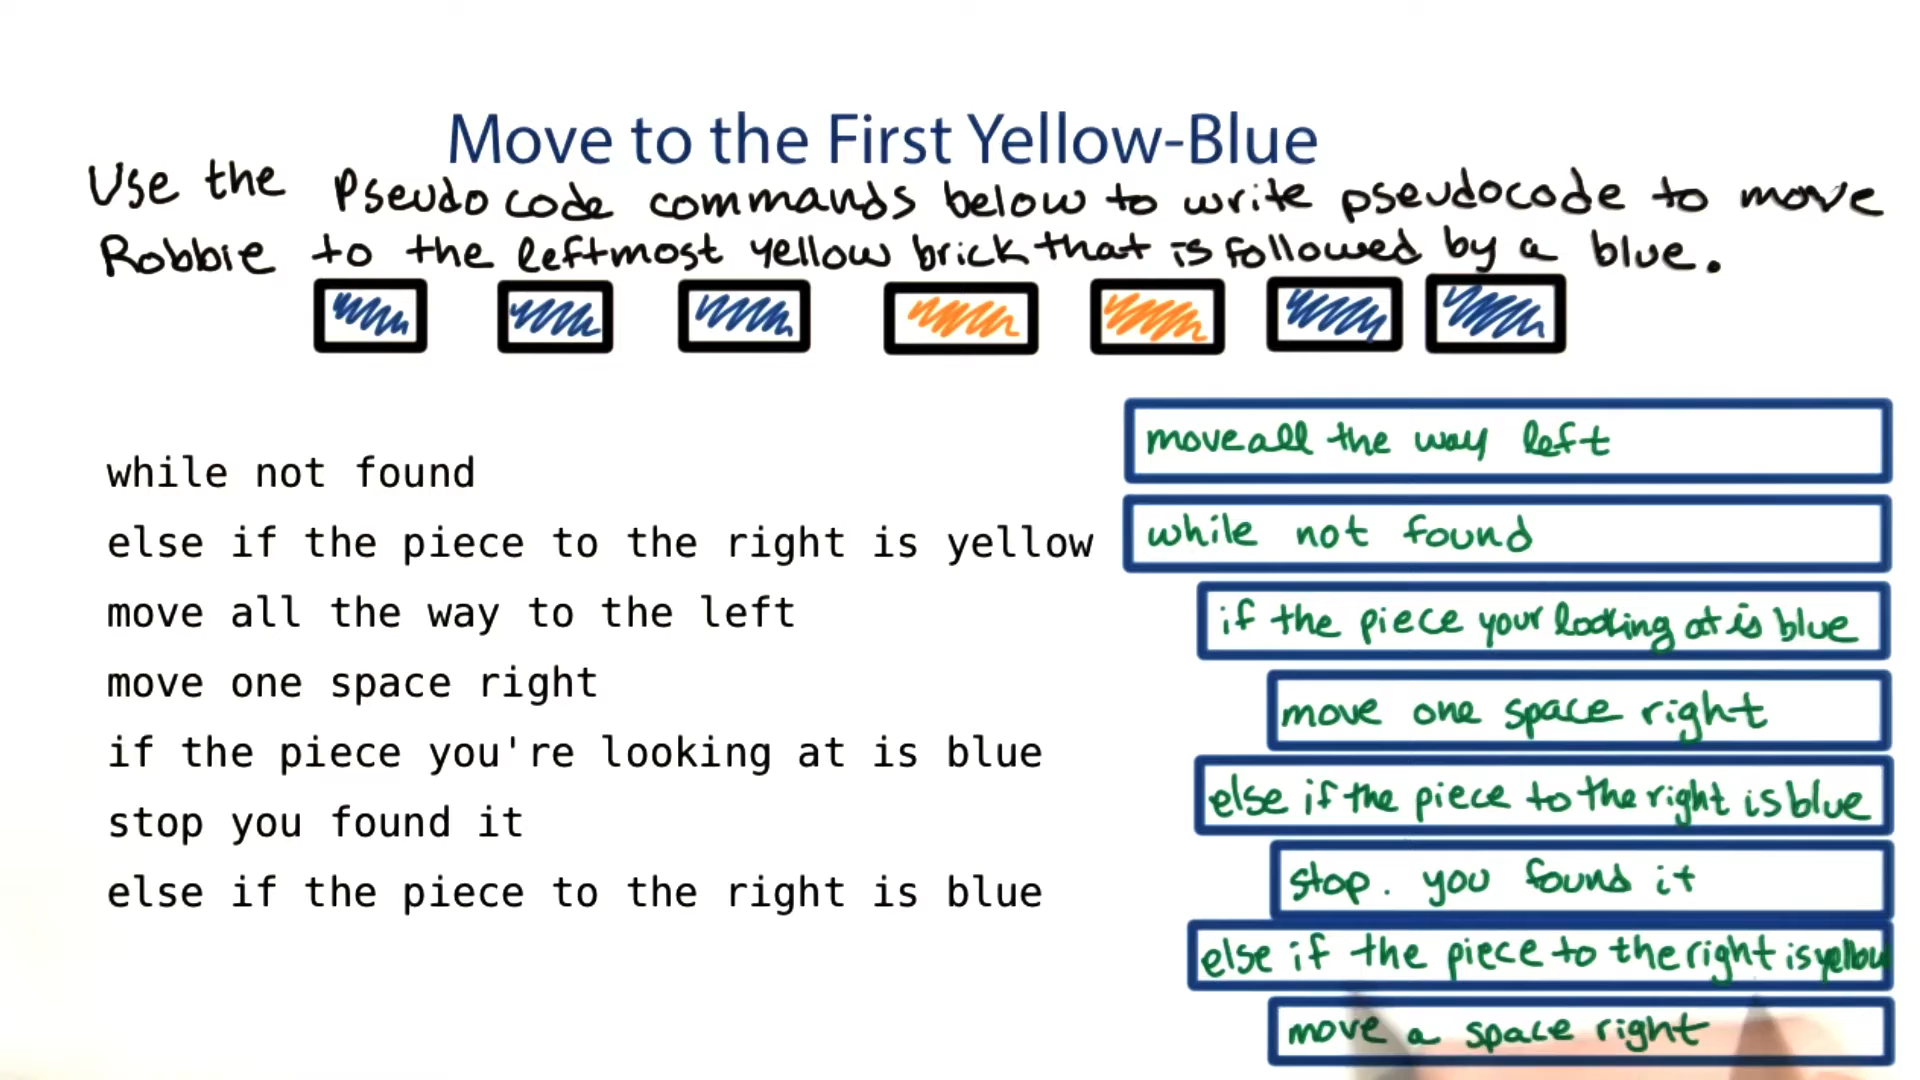 Move to the First Yellow-Blue
Use the Pseudocode commands below to write pseudocode to move
Robbie to the leftmost yellow brick that is followed by a blue.
while not found
else if the piece to the right is yellow
move all the way to the left
move one space right
if the piece you're looking at is blue
stop you found it
else if the piece to the right is blue
move all the way left
while not found
if the piece your looking at is blue
move one space right
else if the piece to the right is blue
stop. you found it
else if the piece to the right is yellow
move a space right